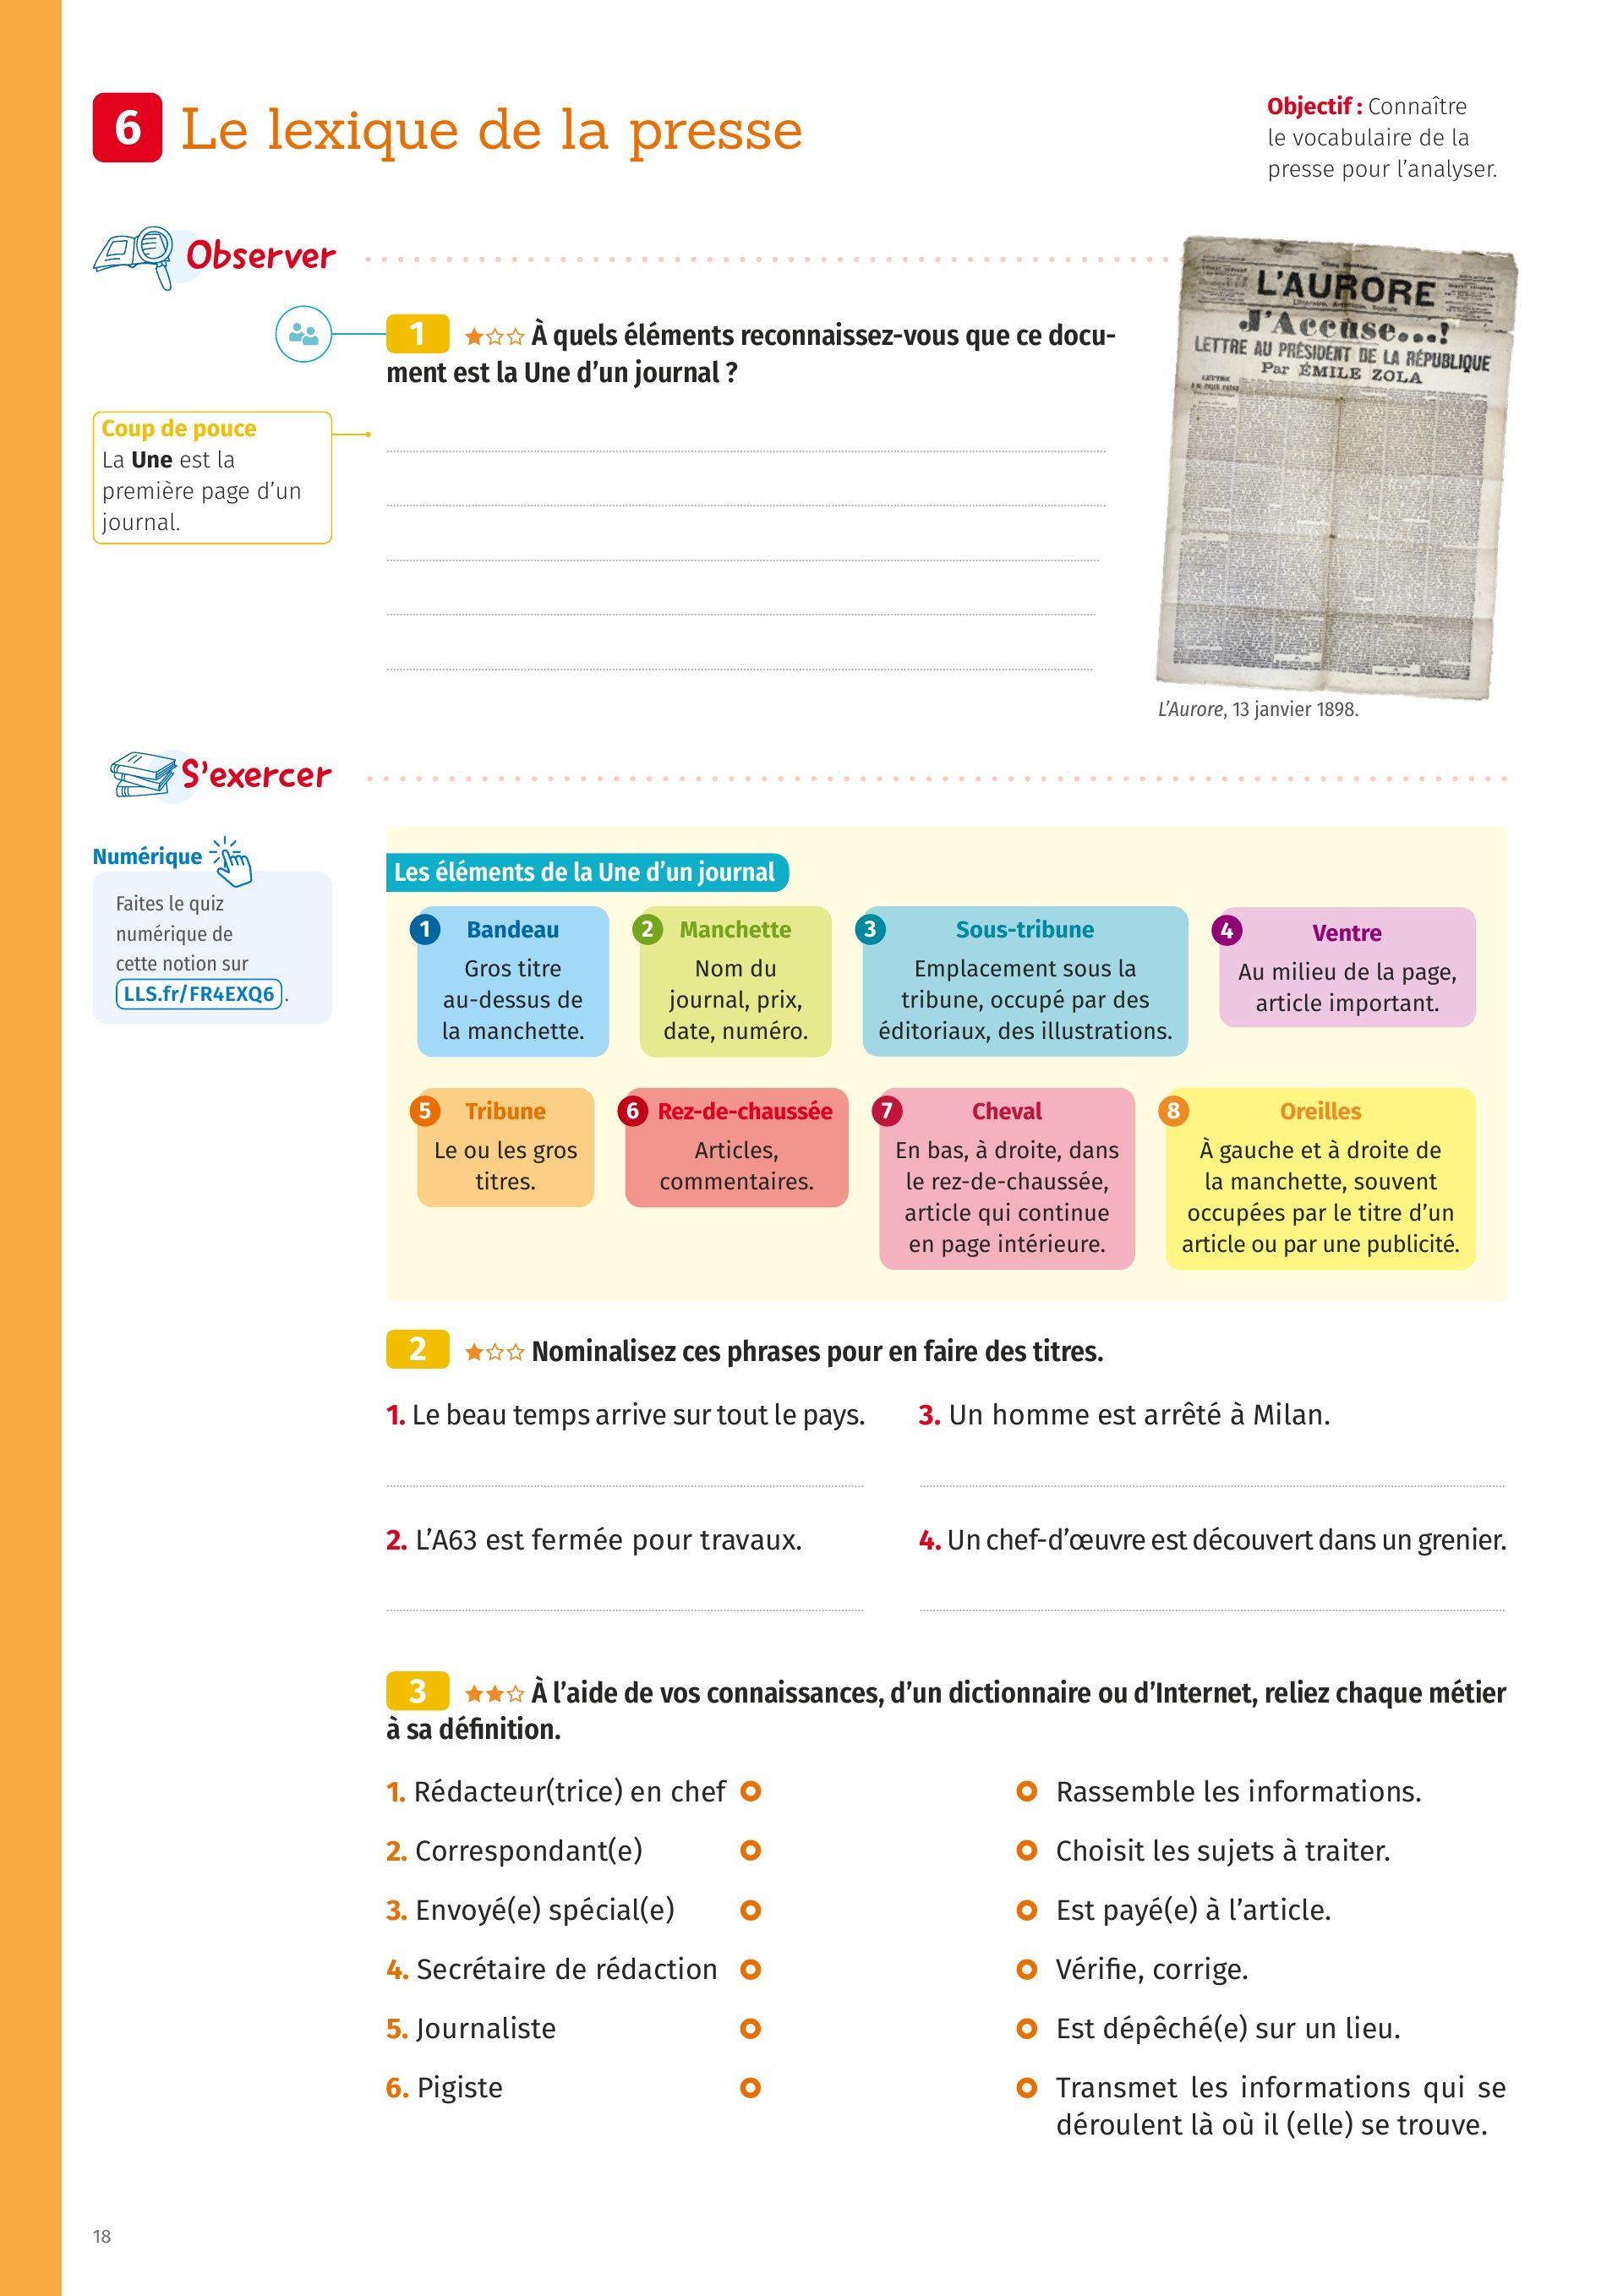 6 Le lexique de la presse
Objectif : Connaître
le vocabulaire de la
presse pour l’analyser.
Observer
1 À quels éléments reconnaissez-vous que ce docu-
ment est la Une d’un journal ?
Coup de pouce
La Une est la
première page d’un
journal.
L'AURORE
Littéraire, Artistique, Sociale
J'Accuse...!
LETTRE AU PRÉSIDENT DE LA RÉPUBLIQUE
Par ÉMILE ZOLA
L’Aurore, 13 janvier 1898.
S'exercer
Numérique
Faites le quiz
numérique de
cette notion sur
LLS.fr/FR4EXQ6 .
Les éléments de la Une d’un journal
1 Bandeau
Gros titre
au-dessus de
la manchette.
2 Manchette
Nom du
journal, prix,
date, numéro.
3 Sous-tribune
Emplacement sous la
tribune, occupé par des
éditoriaux, des illustrations.
4 Ventre
Au milieu de la page,
article important.
5 Tribune
Le ou les gros
titres.
6 Rez-de-chaussée
Articles,
commentaires.
7 Cheval
En bas, à droite, dans
le rez-de-chaussée,
article qui continue
en page intérieure.
8 Oreilles
À gauche et à droite de
la manchette, souvent
occupées par le titre d’un
article ou par une publicité.
2 Nominalisez ces phrases pour en faire des titres.
1. Le beau temps arrive sur tout le pays.
2. L’A63 est fermée pour travaux.
3. Un homme est arrêté à Milan.
4. Un chef-d’œuvre est découvert dans un grenier.
3 À l’aide de vos connaissances, d’un dictionnaire ou d’Internet, reliez chaque métier
à sa définition.
1. Rédacteur(trice) en chef
2. Correspondant(e)
3. Envoyé(e) spécial(e)
4. Secrétaire de rédaction
5. Journaliste
6. Pigiste
Rassemble les informations.
Choisit les sujets à traiter.
Est payé(e) à l’article.
Vérifie, corrige.
Est dépêché(e) sur un lieu.
Transmet les informations qui se
déroulent là où il (elle) se trouve.
18